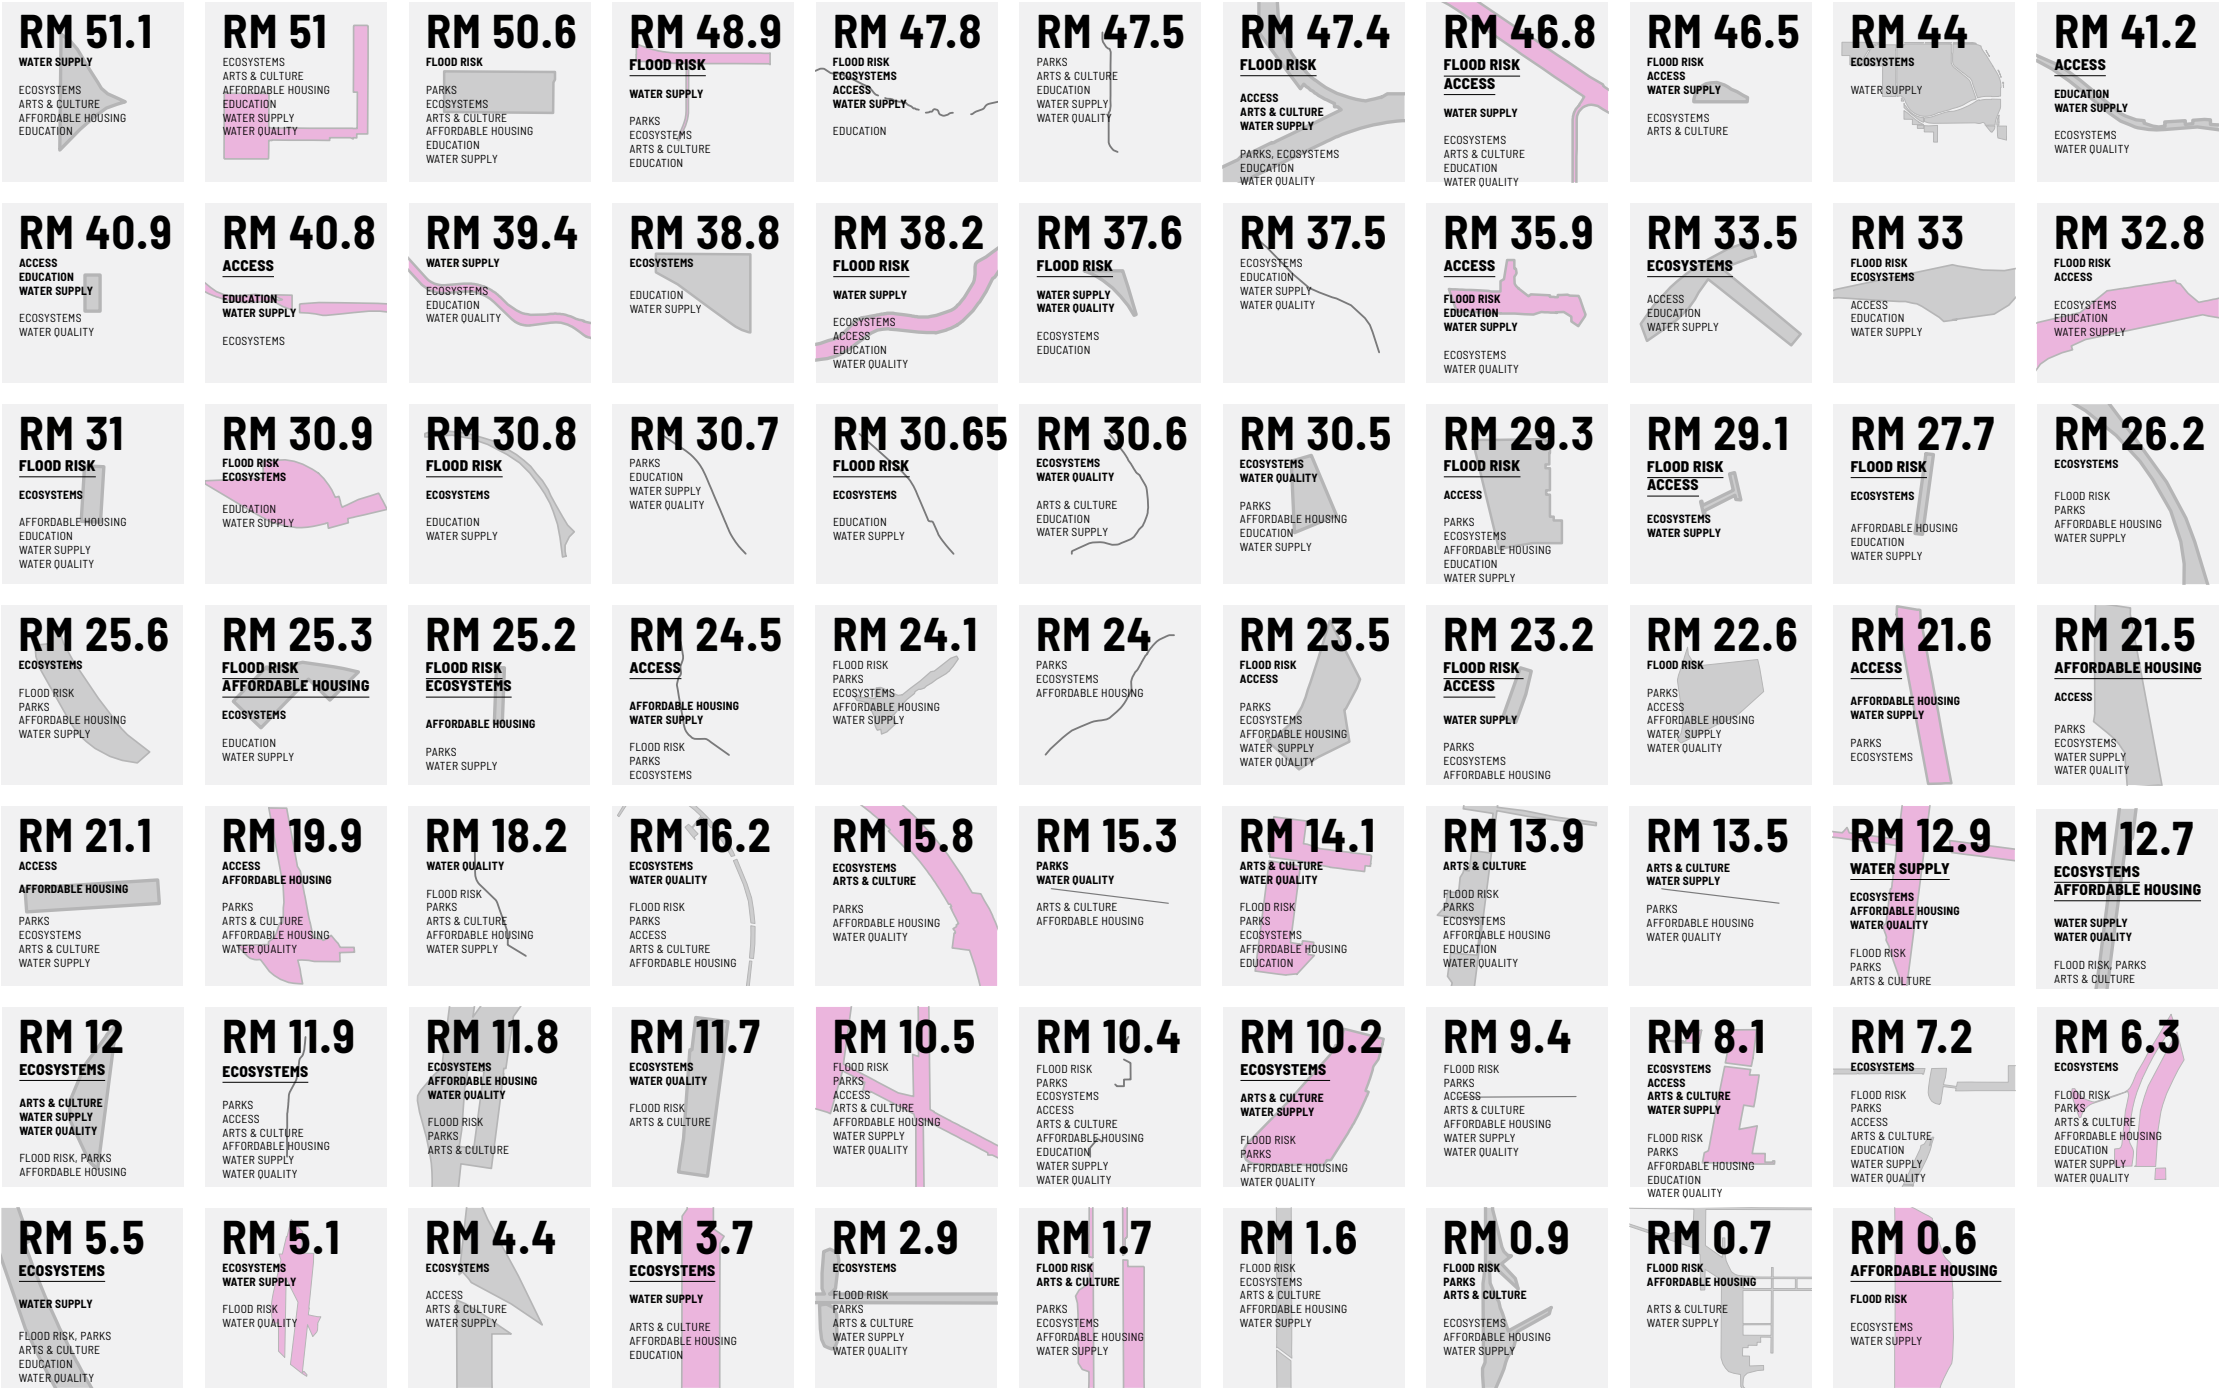 RM 51.1
WATER SUPPLY
ECOSYSTEMS
ARTS & CULTURE
AFFORDABLE HOUSING
EDUCATION
RM 51
ECOSYSTEMS
ARTS & CULTURE
AFFORDABLE HOUSING
EDUCATION
WATER SUPPLY
WATER QUALITY
RM 50.6
FLOOD RISK
PARKS
ECOSYSTEMS
ARTS & CULTURE
AFFORDABLE HOUSING
EDUCATION
WATER SUPPLY
RM 48.9
FLOOD RISK
WATER SUPPLY
PARKS
ECOSYSTEMS
ARTS & CULTURE
EDUCATION
RM 47.8
FLOOD RISK
ECOSYSTEMS
ACCESS
WATER SUPPLY
EDUCATION
RM 47.5
PARKS
ARTS & CULTURE
EDUCATION
WATER SUPPLY
WATER QUALITY
RM 47.4
FLOOD RISK
ACCESS
ARTS & CULTURE
WATER SUPPLY
PARKS, ECOSYSTEMS
EDUCATION
WATER QUALITY
RM 46.8
FLOOD RISK
ACCESS
WATER SUPPLY
ECOSYSTEMS
ARTS & CULTURE
EDUCATION
WATER QUALITY
RM 46.5
FLOOD RISK
ACCESS
WATER SUPPLY
ECOSYSTEMS
ARTS & CULTURE
RM 44
ECOSYSTEMS
WATER SUPPLY
RM 41.2
ACCESS
EDUCATION
WATER SUPPLY
ECOSYSTEMS
WATER QUALITY
RM 40.9
ACCESS
EDUCATION
WATER SUPPLY
ECOSYSTEMS
WATER QUALITY
RM 40.8
ACCESS
EDUCATION
WATER SUPPLY
ECOSYSTEMS
RM 39.4
WATER SUPPLY
ECOSYSTEMS
EDUCATION
WATER QUALITY
RM 38.8
ECOSYSTEMS
EDUCATION
WATER SUPPLY
RM 38.2
FLOOD RISK
WATER SUPPLY
ECOSYSTEMS
ACCESS
EDUCATION
WATER QUALITY
RM 37.6
FLOOD RISK
WATER SUPPLY
WATER QUALITY
ECOSYSTEMS
EDUCATION
RM 37.5
ECOSYSTEMS
EDUCATION
WATER SUPPLY
WATER QUALITY
RM 35.9
ACCESS
FLOOD RISK
EDUCATION
WATER SUPPLY
ECOSYSTEMS
WATER QUALITY
RM 33.5
ECOSYSTEMS
ACCESS
EDUCATION
WATER SUPPLY
RM 33
FLOOD RISK
ECOSYSTEMS
ACCESS
EDUCATION
WATER SUPPLY
RM 32.8
FLOOD RISK
ACCESS
ECOSYSTEMS
EDUCATION
WATER SUPPLY
RM 31
FLOOD RISK
ECOSYSTEMS
AFFORDABLE HOUSING
EDUCATION
WATER SUPPLY
WATER QUALITY
RM 30.9
FLOOD RISK
ECOSYSTEMS
EDUCATION
WATER SUPPLY
RM 30.8
FLOOD RISK
ECOSYSTEMS
EDUCATION
WATER SUPPLY
RM 30.7
PARKS
EDUCATION
WATER SUPPLY
WATER QUALITY
RM 30.65
FLOOD RISK
ECOSYSTEMS
EDUCATION
WATER SUPPLY
RM 30.6
ECOSYSTEMS
WATER QUALITY
ARTS & CULTURE
EDUCATION
WATER SUPPLY
RM 30.5
ECOSYSTEMS
WATER QUALITY
PARKS
AFFORDABLE HOUSING
EDUCATION
WATER SUPPLY
RM 29.3
FLOOD RISK
ACCESS
PARKS
ECOSYSTEMS
AFFORDABLE HOUSING
EDUCATION
WATER SUPPLY
RM 29.1
FLOOD RISK
ACCESS
ECOSYSTEMS
WATER SUPPLY
RM 27.7
FLOOD RISK
ECOSYSTEMS
AFFORDABLE HOUSING
EDUCATION
WATER SUPPLY
RM 26.2
ECOSYSTEMS
FLOOD RISK
PARKS
AFFORDABLE HOUSING
WATER SUPPLY
RM 25.6
ECOSYSTEMS
FLOOD RISK
PARKS
AFFORDABLE HOUSING
WATER SUPPLY
RM 25.3
FLOOD RISK
AFFORDABLE HOUSING
ECOSYSTEMS
EDUCATION
WATER SUPPLY
RM 25.2
FLOOD RISK
ECOSYSTEMS
AFFORDABLE HOUSING
PARKS
WATER SUPPLY
RM 24.5
ACCESS
AFFORDABLE HOUSING
WATER SUPPLY
FLOOD RISK
PARKS
ECOSYSTEMS
RM 24.1
FLOOD RISK
PARKS
ECOSYSTEMS
AFFORDABLE HOUSING
WATER SUPPLY
RM 24
PARKS
ECOSYSTEMS
AFFORDABLE HOUSING
RM 23.5
FLOOD RISK
ACCESS
PARKS
ECOSYSTEMS
AFFORDABLE HOUSING
WATER SUPPLY
WATER QUALITY
RM 23.2
FLOOD RISK
ACCESS
WATER SUPPLY
PARKS
ECOSYSTEMS
AFFORDABLE HOUSING
RM 22.6
FLOOD RISK
PARKS
ACCESS
AFFORDABLE HOUSING
WATER SUPPLY
WATER QUALITY
RM 21.6
ACCESS
AFFORDABLE HOUSING
WATER SUPPLY
PARKS
ECOSYSTEMS
RM 21.5
AFFORDABLE HOUSING
ACCESS
PARKS
ECOSYSTEMS
WATER SUPPLY
WATER QUALITY
RM 21.1
ACCESS
AFFORDABLE HOUSING
PARKS
ECOSYSTEMS
ARTS & CULTURE
WATER SUPPLY
RM 19.9
ACCESS
AFFORDABLE HOUSING
PARKS
ARTS & CULTURE
AFFORDABLE HOUSING
WATER QUALITY
RM 18.2
WATER QUALITY
FLOOD RISK
PARKS
ARTS & CULTURE
AFFORDABLE HOUSING
WATER SUPPLY
RM 16.2
ECOSYSTEMS
WATER QUALITY
FLOOD RISK
PARKS
ACCESS
ARTS & CULTURE
AFFORDABLE HOUSING
RM 15.8
ECOSYSTEMS
ARTS & CULTURE
PARKS
AFFORDABLE HOUSING
WATER QUALITY
RM 15.3
PARKS
WATER QUALITY
ARTS & CULTURE
AFFORDABLE HOUSING
RM 14.1
ARTS & CULTURE
WATER QUALITY
FLOOD RISK
PARKS
ECOSYSTEMS
AFFORDABLE HOUSING
EDUCATION
RM 13.9
ARTS & CULTURE
FLOOD RISK
PARKS
ECOSYSTEMS
AFFORDABLE HOUSING
EDUCATION
WATER QUALITY
RM 13.5
ARTS & CULTURE
WATER SUPPLY
PARKS
AFFORDABLE HOUSING
WATER QUALITY
RM 12.9
WATER SUPPLY
ECOSYSTEMS
AFFORDABLE HOUSING
WATER QUALITY
FLOOD RISK
PARKS
ARTS & CULTURE
RM 12.7
ECOSYSTEMS
AFFORDABLE HOUSING
WATER SUPPLY
WATER QUALITY
FLOOD RISK, PARKS
ARTS & CULTURE
RM 12
ECOSYSTEMS
ARTS & CULTURE
WATER SUPPLY
WATER QUALITY
FLOOD RISK, PARKS
AFFORDABLE HOUSING
RM 11.9
ECOSYSTEMS
PARKS
ACCESS
ARTS & CULTURE
AFFORDABLE HOUSING
WATER SUPPLY
WATER QUALITY
RM 11.8
ECOSYSTEMS
AFFORDABLE HOUSING
WATER QUALITY
FLOOD RISK
PARKS
ARTS & CULTURE
RM 11.7
ECOSYSTEMS
WATER QUALITY
FLOOD RISK
ARTS & CULTURE
RM 10.5
FLOOD RISK
PARKS
ACCESS
ARTS & CULTURE
AFFORDABLE HOUSING
WATER SUPPLY
WATER QUALITY
RM 10.4
FLOOD RISK
PARKS
ECOSYSTEMS
ACCESS
ARTS & CULTURE
AFFORDABLE HOUSING
EDUCATION
WATER SUPPLY
WATER QUALITY
RM 10.2
ECOSYSTEMS
ARTS & CULTURE
WATER SUPPLY
FLOOD RISK
PARKS
AFFORDABLE HOUSING
WATER QUALITY
RM 9.4
FLOOD RISK
PARKS
ACCESS
ARTS & CULTURE
AFFORDABLE HOUSING
WATER SUPPLY
WATER QUALITY
RM 8.1
ECOSYSTEMS
ACCESS
ARTS & CULTURE
WATER SUPPLY
FLOOD RISK
PARKS
AFFORDABLE HOUSING
EDUCATION
WATER QUALITY
RM 7.2
ECOSYSTEMS
FLOOD RISK
PARKS
ACCESS
ARTS & CULTURE
EDUCATION
WATER SUPPLY
WATER QUALITY
RM 6.3
ECOSYSTEMS
FLOOD RISK
PARKS
ARTS & CULTURE
AFFORDABLE HOUSING
EDUCATION
WATER SUPPLY
WATER QUALITY
RM 5.5
ECOSYSTEMS
WATER SUPPLY
FLOOD RISK, PARKS
ARTS & CULTURE
EDUCATION
WATER QUALITY
RM 5.1
ECOSYSTEMS
WATER SUPPLY
FLOOD RISK
WATER QUALITY
RM 4.4
ECOSYSTEMS
ACCESS
ARTS & CULTURE
WATER SUPPLY
RM 3.7
ECOSYSTEMS
WATER SUPPLY
ARTS & CULTURE
AFFORDABLE HOUSING
EDUCATION
RM 2.9
ECOSYSTEMS
FLOOD RISK
PARKS
ARTS & CULTURE
WATER SUPPLY
WATER QUALITY
RM 1.7
FLOOD RISK
ARTS & CULTURE
PARKS
ECOSYSTEMS
AFFORDABLE HOUSING
WATER SUPPLY
RM 1.6
FLOOD RISK
ECOSYSTEMS
ARTS & CULTURE
AFFORDABLE HOUSING
WATER SUPPLY
RM 0.9
FLOOD RISK
PARKS
ARTS & CULTURE
ECOSYSTEMS
AFFORDABLE HOUSING
WATER SUPPLY
RM 0.7
FLOOD RISK
AFFORDABLE HOUSING
ARTS & CULTURE
WATER SUPPLY
RM 0.6
AFFORDABLE HOUSING
FLOOD RISK
ECOSYSTEMS
WATER SUPPLY